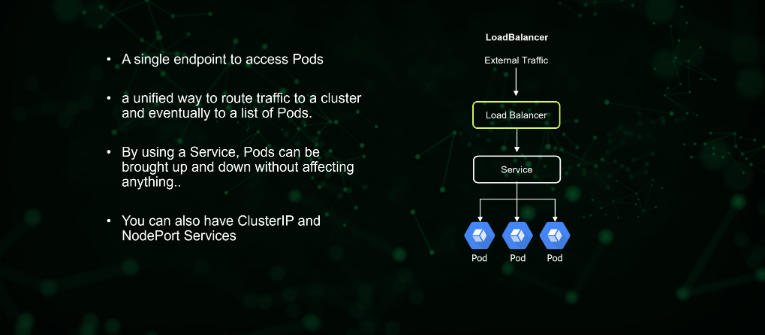 • A single endpoint to access Pods
• a unified way to route traffic to a cluster
and eventually to a list of Pods.
• By using a Service, Pods can be
brought up and down without affecting
anything..
• You can also have ClusterIP and
NodePort Services
LoadBalancer
External Traffic
Load Balancer
Service
Pod Pod Pod